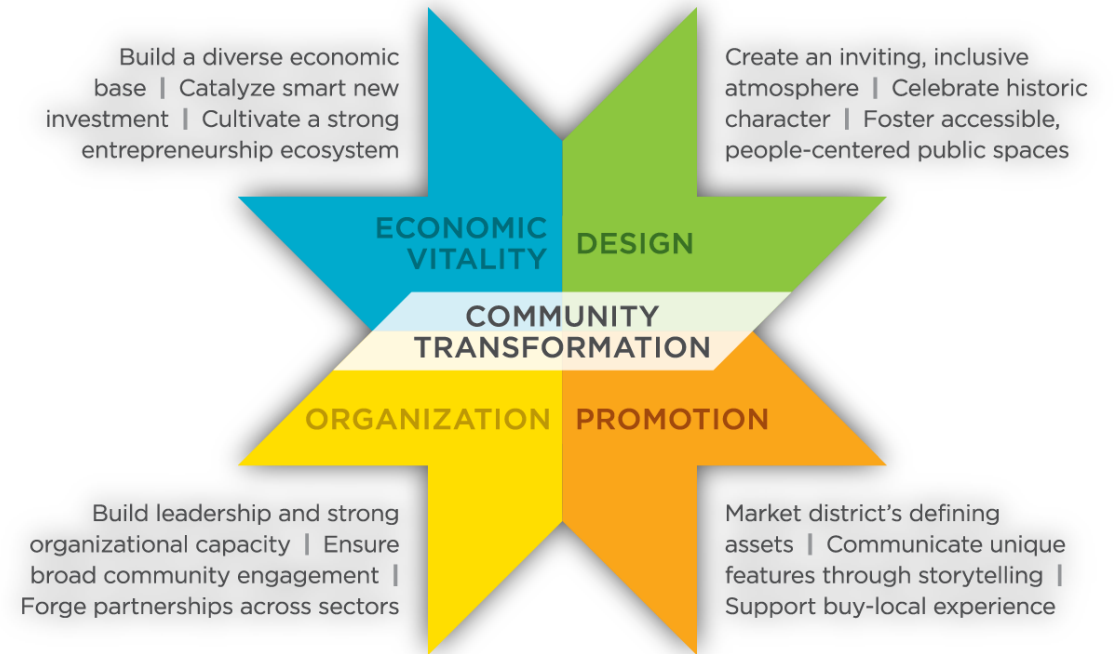 Build a diverse economic
base | Catalyze smart new
investment | Cultivate a strong
entrepreneurship ecosystem
Create an inviting, inclusive
atmosphere | Celebrate historic
character | Foster accessible,
people-centered public spaces
ECONOMIC
VITALITY
DESIGN
COMMUNITY
TRANSFORMATION
ORGANIZATION
PROMOTION
Build leadership and strong
organizational capacity | Ensure
broad community engagement |
Forge partnerships across sectors
Market district's defining
assets | Communicate unique
features through storytelling |
Support buy-local experience